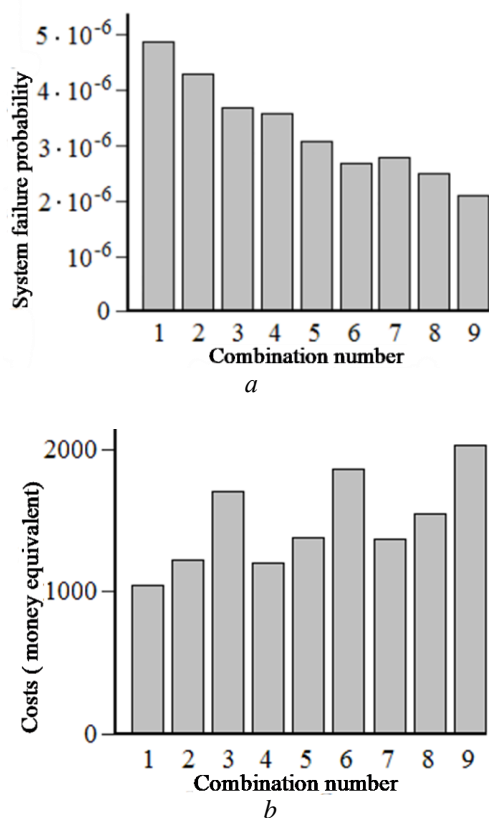 System failure probability
5 · 10⁻⁶
4 · 10⁻⁶
3 · 10⁻⁶
2 · 10⁻⁶
10⁻⁶
0
1 2 3 4 5 6 7 8 9
Combination number
a
Costs ( money equivalent)
2000
1000
0
1 2 3 4 5 6 7 8 9
Combination number
b